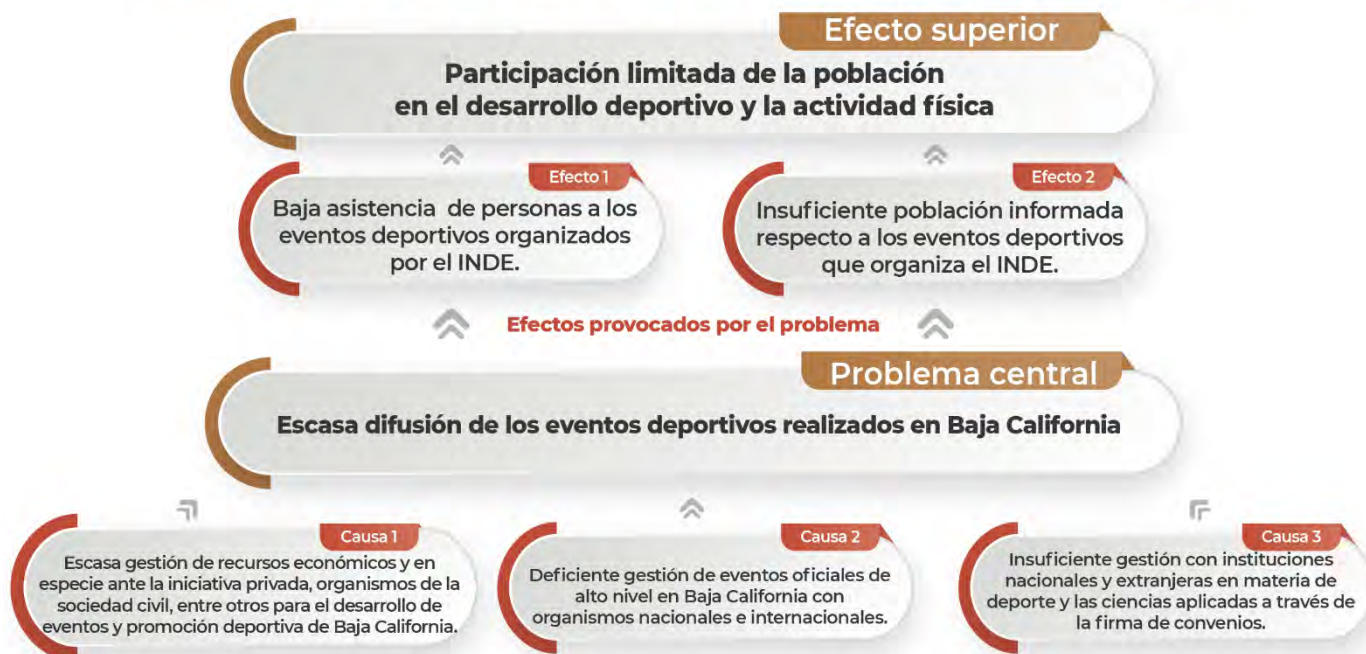 Efecto superior
Participación limitada de la población
en el desarrollo deportivo y la actividad física
Efecto 1
Baja asistencia de personas a los
eventos deportivos organizados
por el INDE.
Efecto 2
Insuficiente población informada
respecto a los eventos deportivos
que organiza el INDE.
Efectos provocados por el problema
Problema central
Escasa difusión de los eventos deportivos realizados en Baja California
Causa 1
Escasa gestión de recursos económicos y en
especie ante la iniciativa privada, organismos de la
sociedad civil, entre otros para el desarrollo de
eventos y promoción deportiva de Baja California.
Causa 2
Deficiente gestión de eventos oficiales de
alto nivel en Baja California con
organismos nacionales e internacionales.
Causa 3
Insuficiente gestión con instituciones
nacionales y extranjeras en materia de
deporte y las ciencias aplicadas a través de
la firma de convenios.